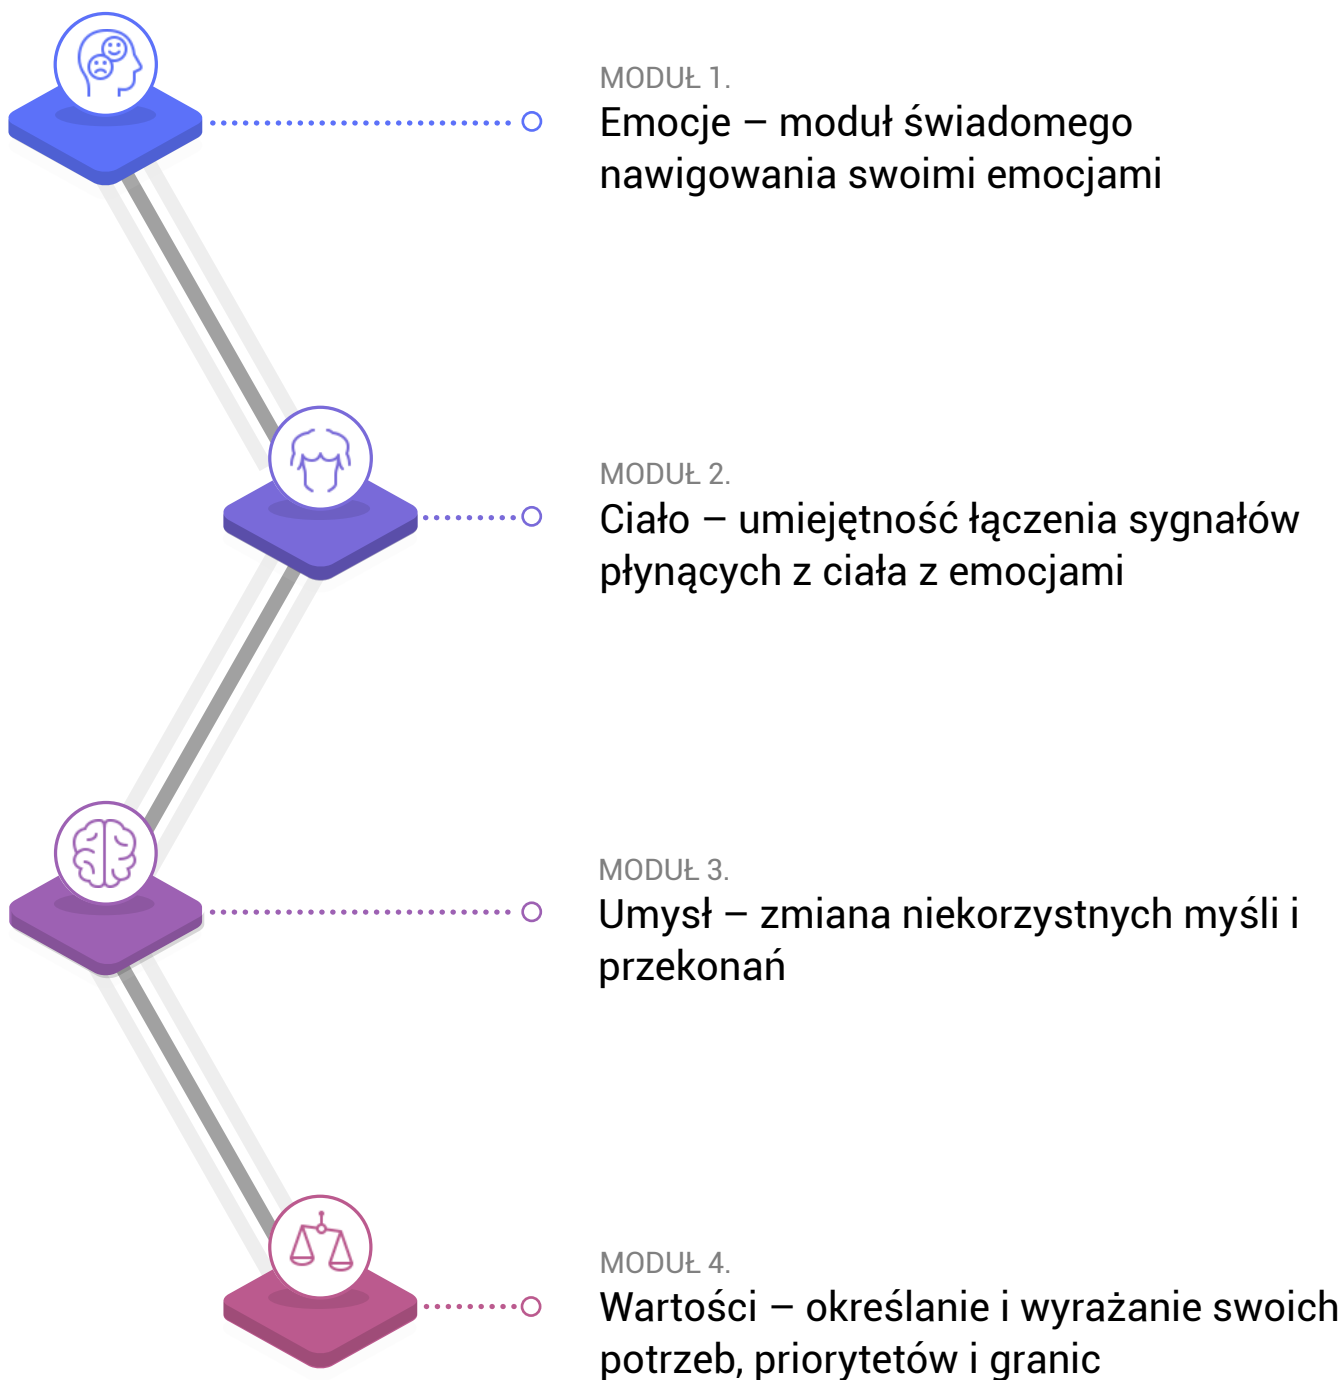 MODUŁ 1.
Emocje – moduł świadomego
nawigowania swoimi emocjami
MODUŁ 2.
Ciało – umiejętność łączenia sygnałów
płynących z ciała z emocjami
MODUŁ 3.
Umysł – zmiana niekorzystnych myśli i
przekonań
MODUŁ 4.
Wartości – określanie i wyrażanie swoich
potrzeb, priorytetów i granic